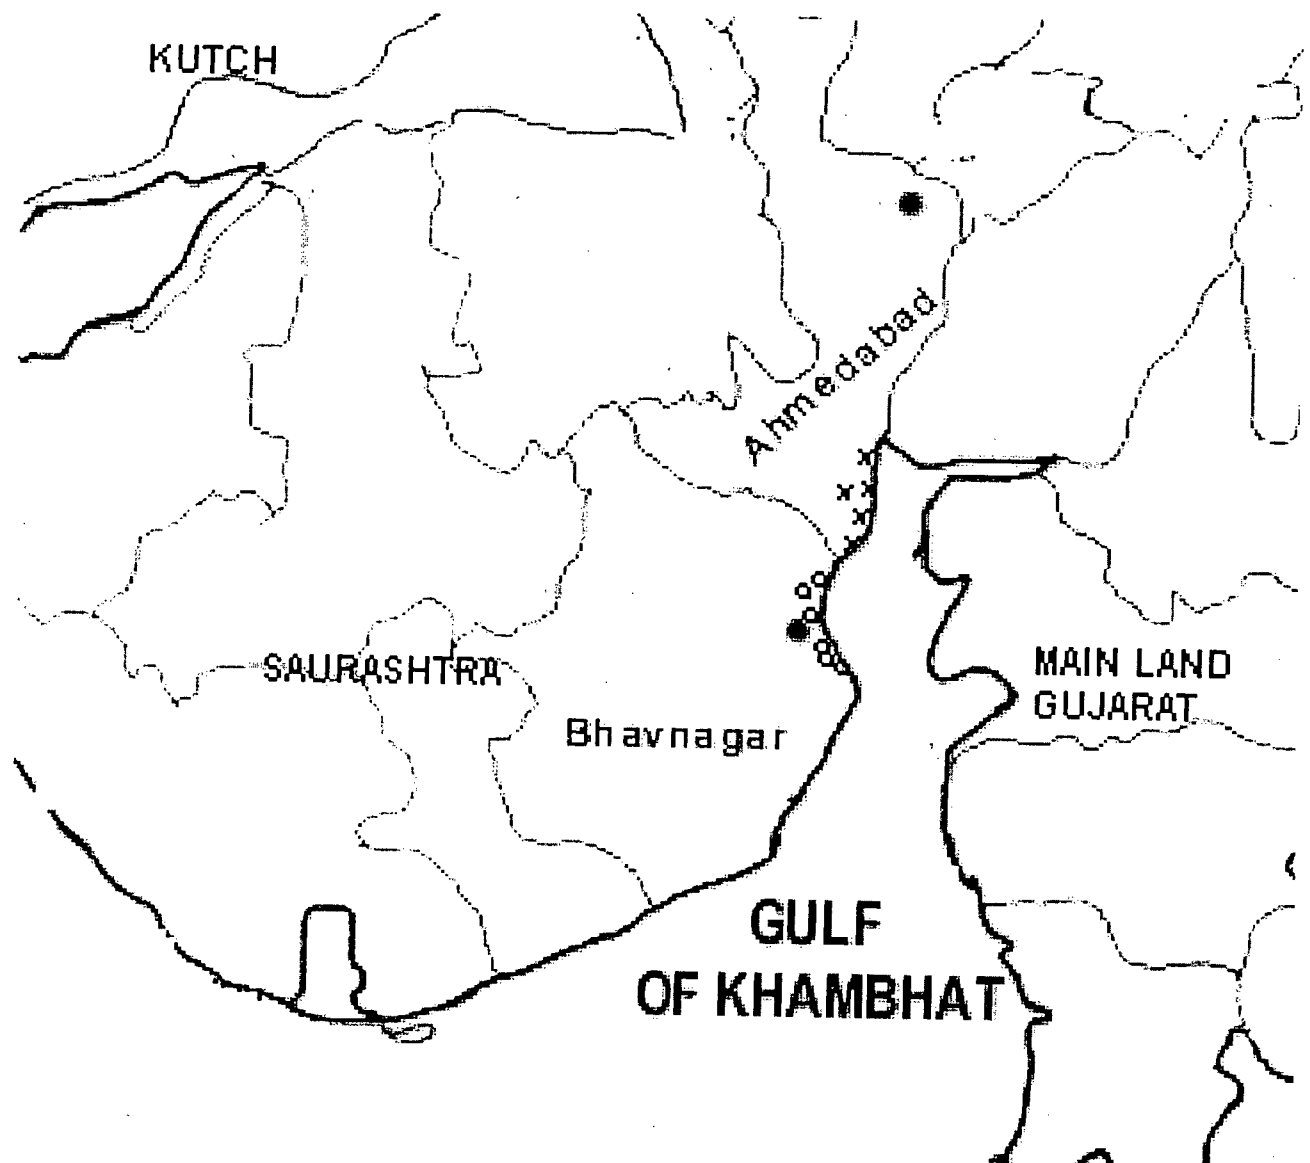 KUTCH
Ahmedabad
SAURASHTRA
MAIN LAND
GUJARAT
Bhavnagar
GULF
OF KHAMBHAT